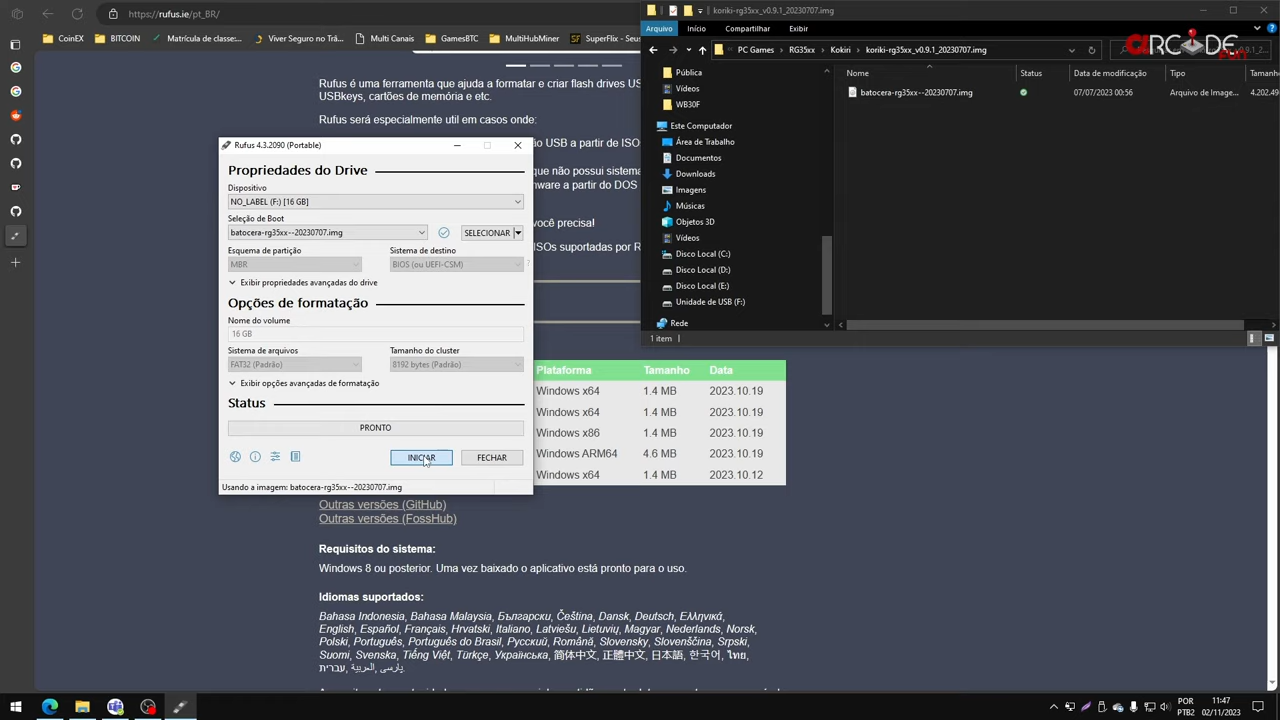 https://rufus.ie/pt_BR/
CoinEX
BITCOIN
Matrícula de classe...
Viver Seguro no Trâ...
Multi Canais
GamesBTC
MultiHubMiner
SuperFlix - Seu
Rufus é uma ferramenta que ajuda a formatar e criar flash drives US
USBkeys, cartões de memória e etc.
Rufus será especialmente util em casos onde:
ão USB a partir de ISO
que não possui sistema
nware a partir do DOS
você precisa!
ISOs suportadas por R
Rufus 4.3.2090 (Portable)
Propriedades do Drive
Dispositivo
NO_LABEL (F:) [16 GB]
Seleção de Boot
batocera-rg35xx--20230707.img
SELECIONAR
Esquema de partição
Sistema de destino
MBR
BIOS (ou UEFI-CSM)
?
Exibir propriedades avançadas do drive
Opções de formatação
Nome do volume
16 GB
Sistema de arquivos
Tamanho do cluster
FAT32 (Padrão)
8192 bytes (Padrão)
Exibir opções avançadas de formatação
Status
PRONTO
INICIAR
FECHAR
Usando a imagem: batocera-rg35xx--20230707.img
Plataforma Tamanho Data
Windows x64 1.4 MB 2023.10.19
Windows x64 1.4 MB 2023.10.19
Windows x86 1.4 MB 2023.10.19
Windows ARM64 4.6 MB 2023.10.19
Windows x64 1.4 MB 2023.10.12
Outras versões (GitHub)
Outras versões (FossHub)
Requisitos do sistema:
Windows 8 ou posterior. Uma vez baixado o aplicativo está pronto para o uso.
Idiomas suportados:
Bahasa Indonesia, Bahasa Malaysia, Български, Čeština, Dansk, Deutsch, Ελληνικά,
English, Español, Français, Hrvatski, Italiano, Latviešu, Lietuvių, Magyar, Nederlands, Norsk,
Polski, Português, Português do Brasil, Русский, Română, Slovensky, Slovenščina, Srpski,
Suomi, Svenska, Tiếng Việt, Türkçe, Українська, 简体中文, 正體中文, 日本語, 한국어, ไทย,
עברית, العربية, پارسی.
koriki-rg35xx_v0.9.1_20230707.img
Arquivo
Início
Compartilhar
Exibir
PC Games
RG35xx
Kokiri
koriki-rg35xx_v0.9.1_20230707.img
ARCADE
Fun
Pública
Vídeos
WB30F
Este Computador
Área de Trabalho
Documentos
Downloads
Imagens
Músicas
Objetos 3D
Vídeos
Disco Local (C:)
Disco Local (D:)
Disco Local (E:)
Unidade de USB (F:)
Rede
Nome Status Data de modificação Tipo Tamanho
batocera-rg35xx--20230707.img 07/07/2023 00:56 Arquivo de Image... 4.202.49
1 item
POR
PTB2
11:47
02/11/2023